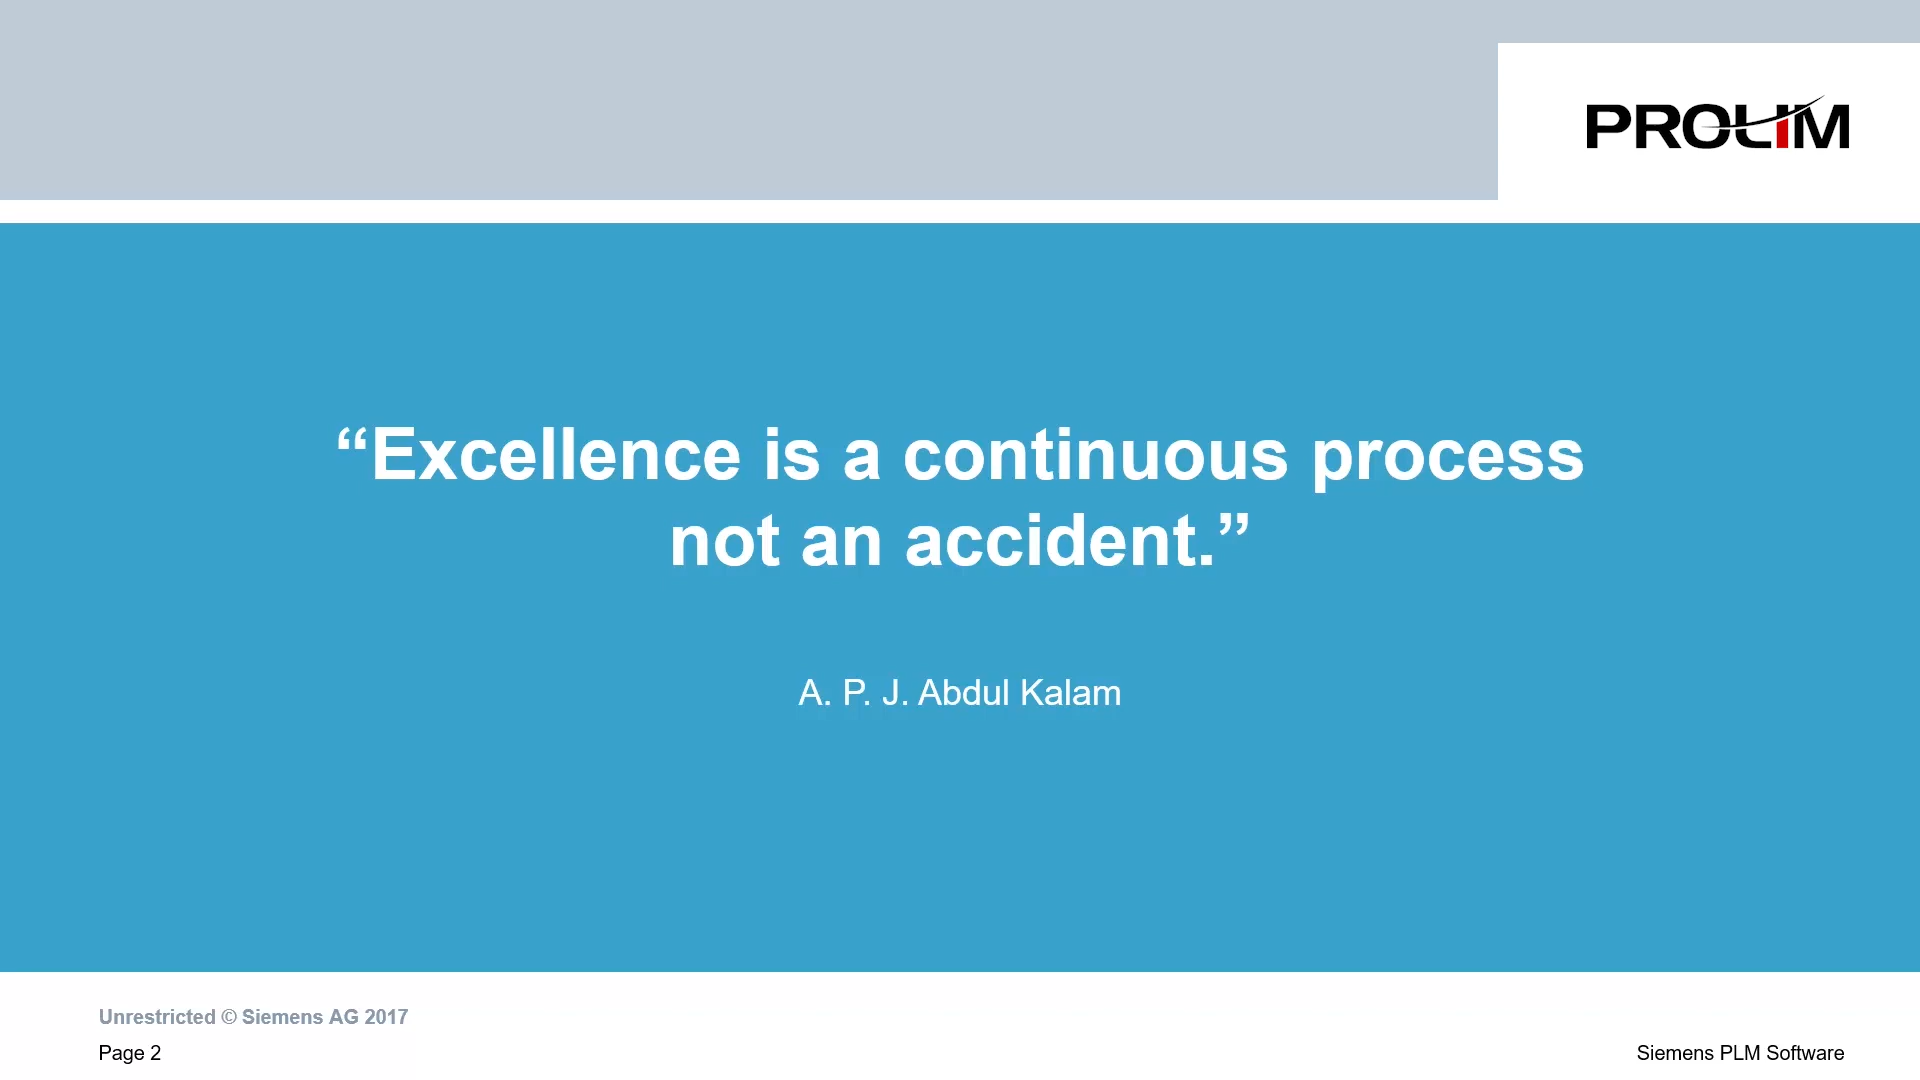 PROLIM
“Excellence is a continuous process
not an accident.”
A. P. J. Abdul Kalam
Unrestricted © Siemens AG 2017
Page 2
Siemens PLM Software